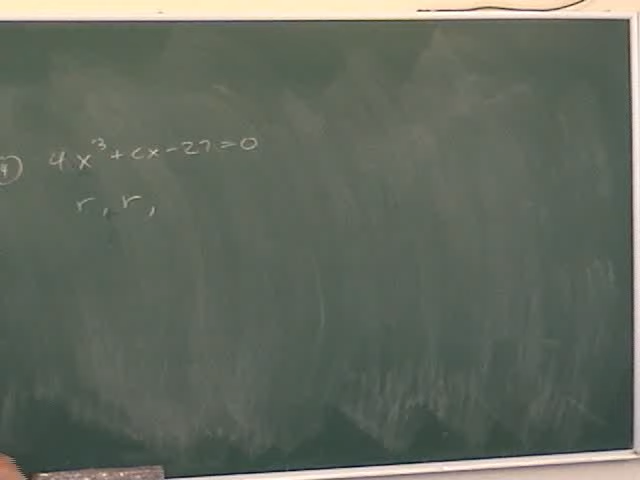 ④ 4x³+cx-27=0
r, r,